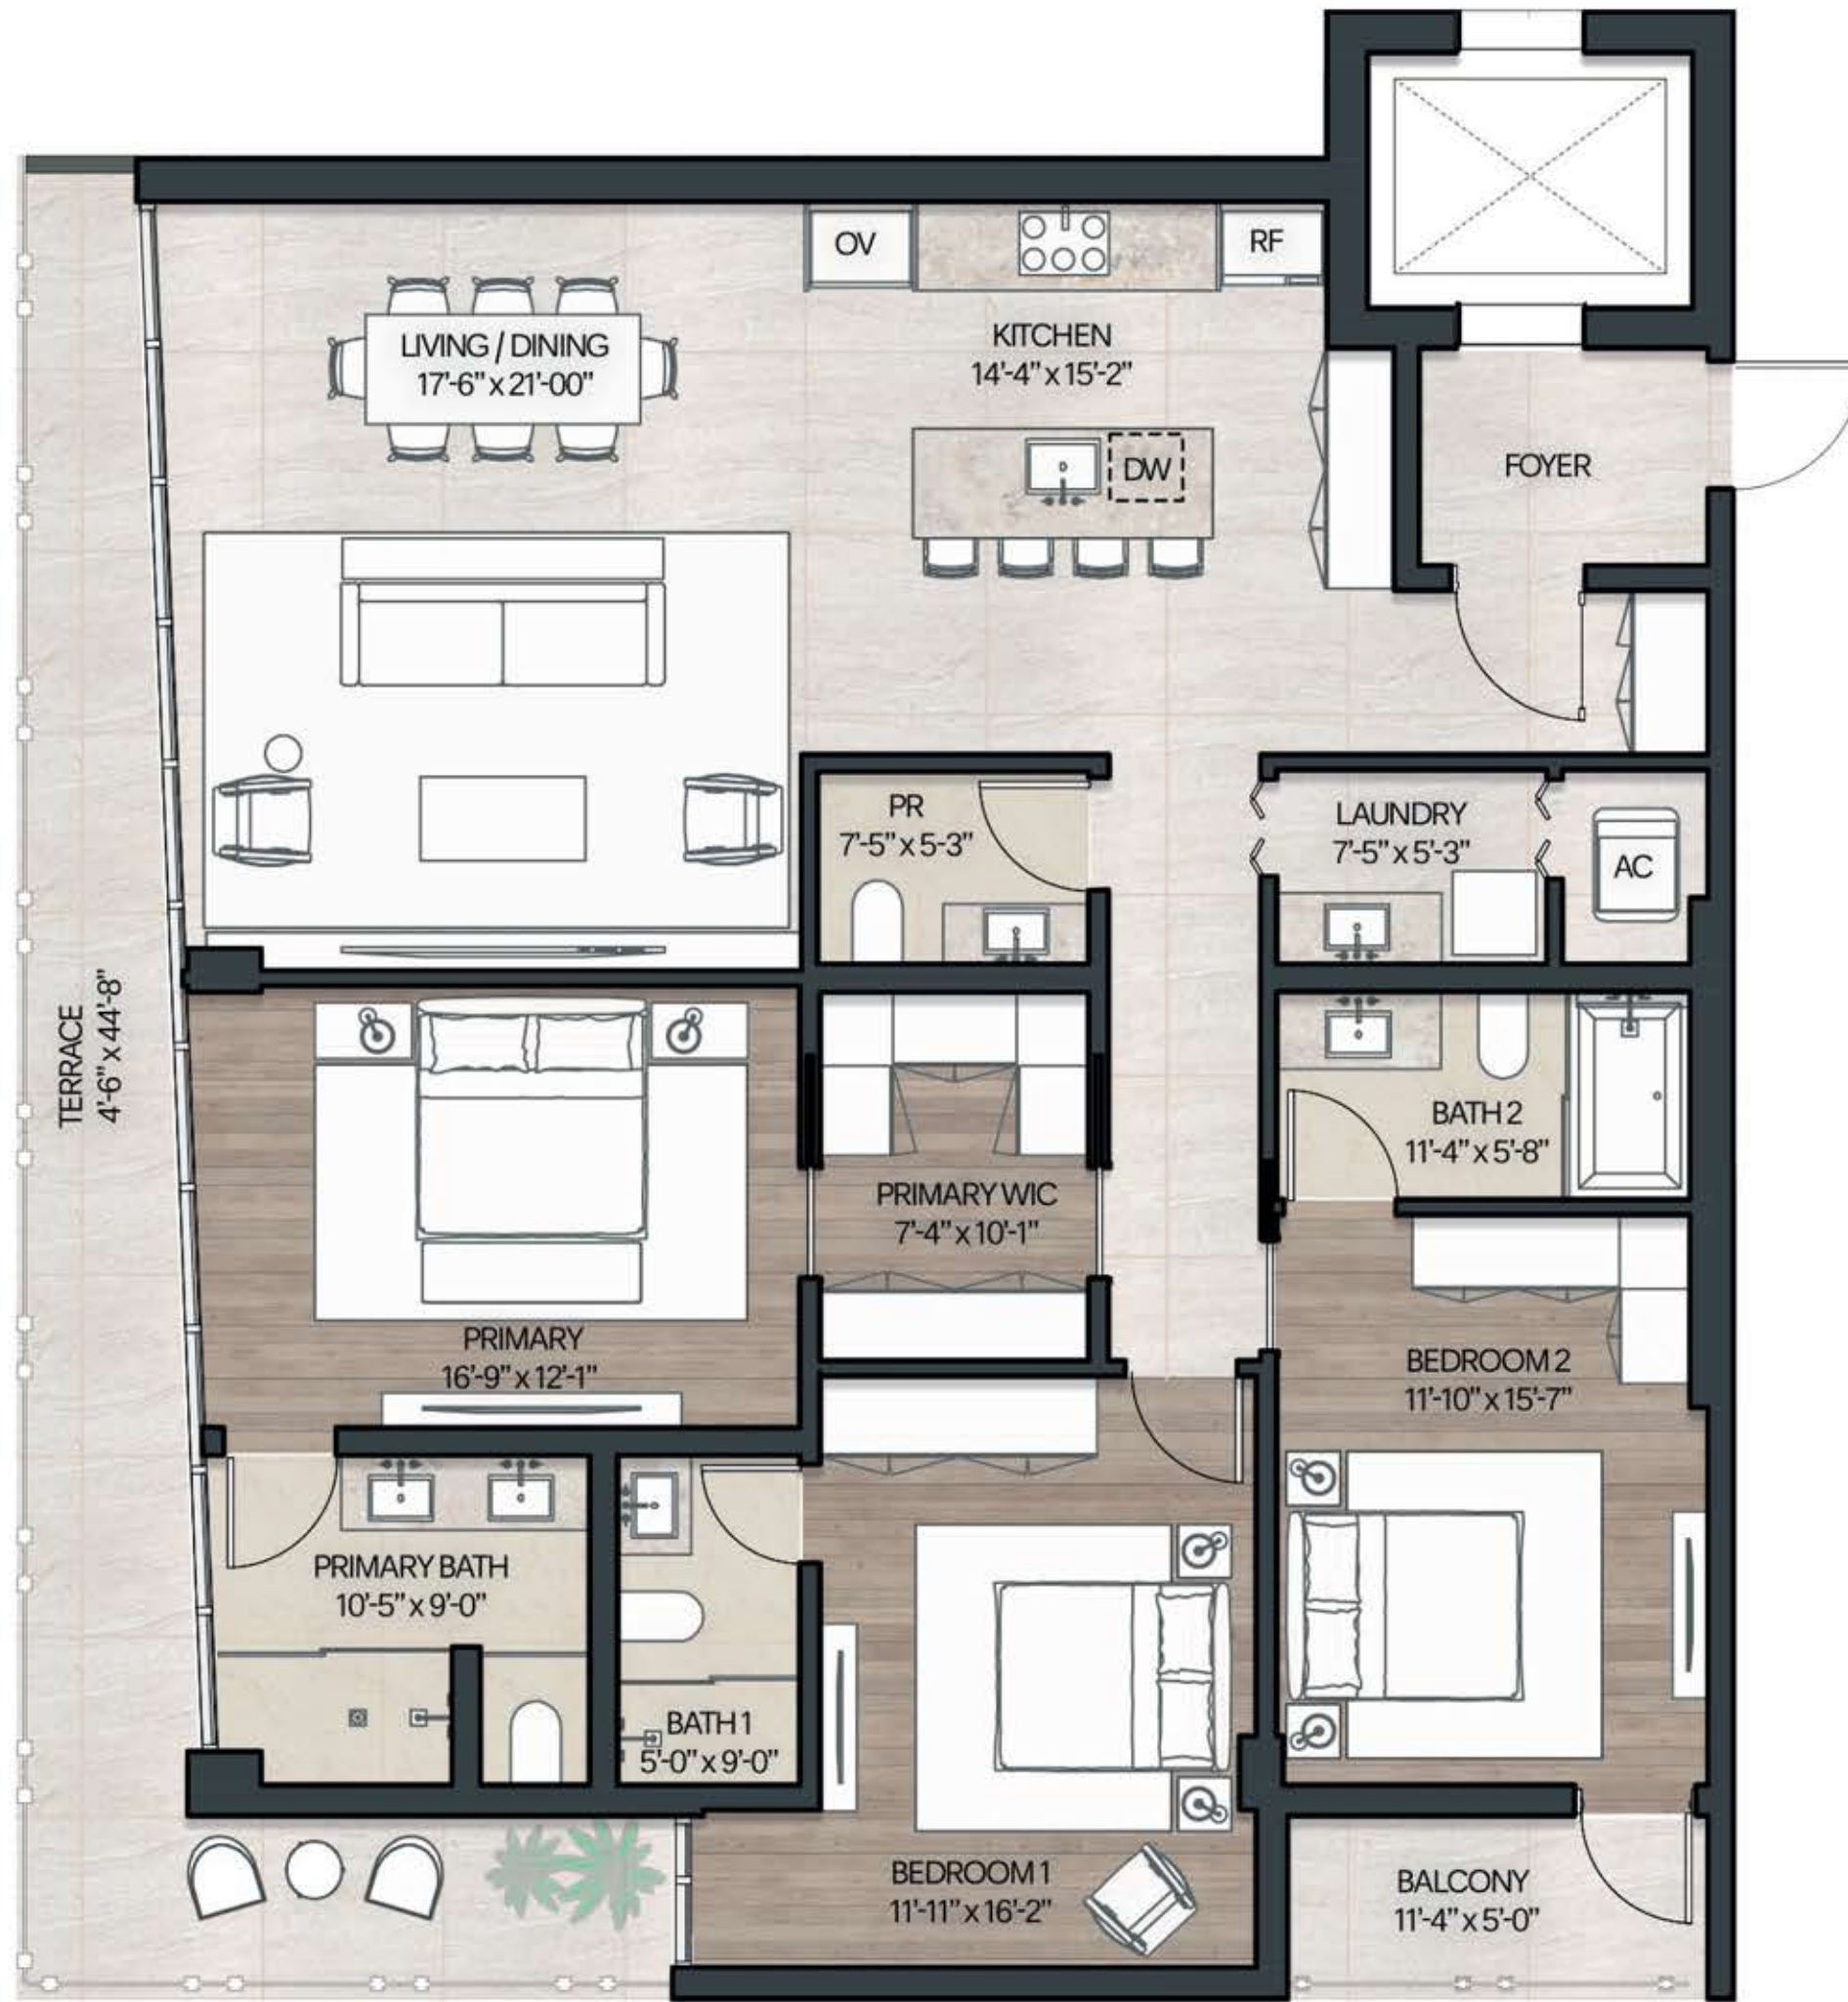 OV
RF
LIVING / DINING
17'-6" x 21'-00"
KITCHEN
14'-4" x 15'-2"
DW
FOYER
PR
7'-5" x 5-3"
LAUNDRY
7'-5" x 5'-3"
AC
TERRACE
4'-6" x 44'-8"
BATH 2
11'-4" x 5'-8"
PRIMARY WIC
7'-4" x 10'-1"
PRIMARY
16'-9" x 12'-1"
BEDROOM 2
11'-10" x 15'-7"
PRIMARY BATH
10'-5" x 9'-0"
BATH 1
5'-0" x 9'-0"
BEDROOM 1
11'-11" x 16'-2"
BALCONY
11'-4" x 5'-0"